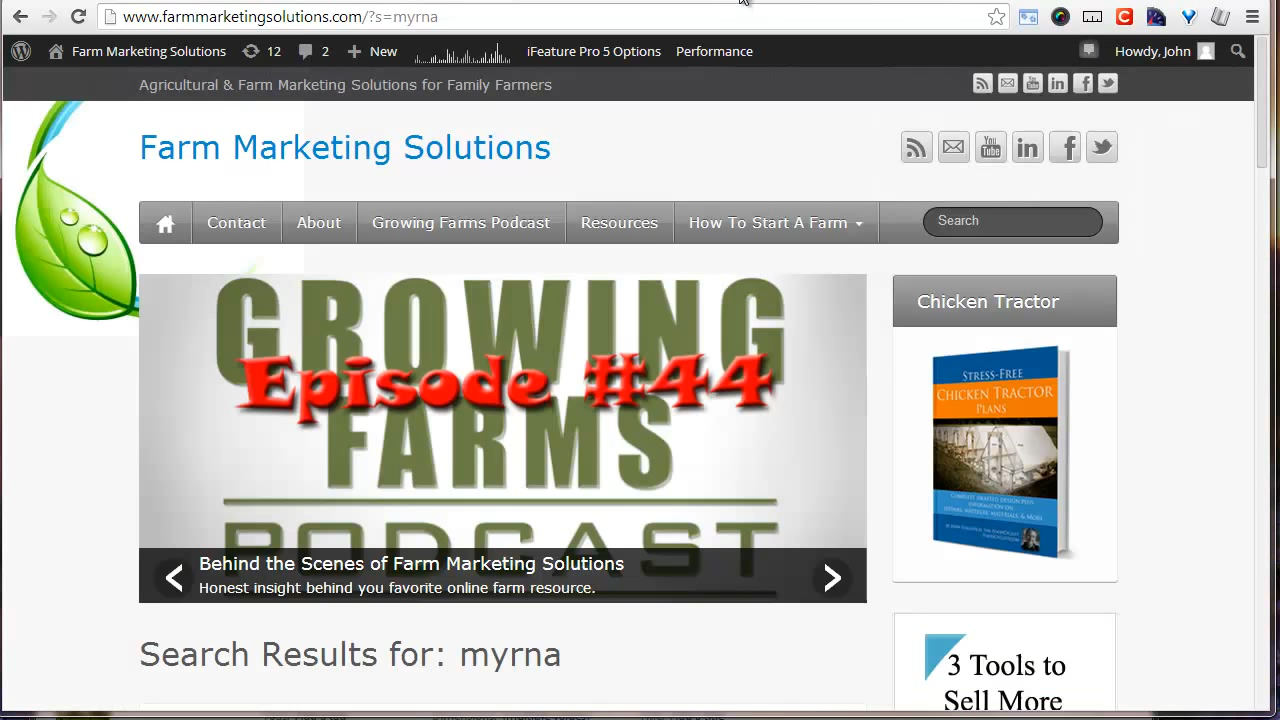 www.farmmarketingsolutions.com/?s=myrna
Farm Marketing Solutions 12 2 New iFeature Pro 5 Options Performance Howdy, John
Agricultural & Farm Marketing Solutions for Family Farmers
Farm Marketing Solutions
You Tube
Contact About Growing Farms Podcast Resources How To Start A Farm Search
GROWING
Episode #44
FARMS
PODCAST
Behind the Scenes of Farm Marketing Solutions
Honest insight behind you favorite online farm resource.
Chicken Tractor
STRESS-FREE
CHICKEN TRACTOR
PLANS
Search Results for: myrna
3 Tools to
Sell More